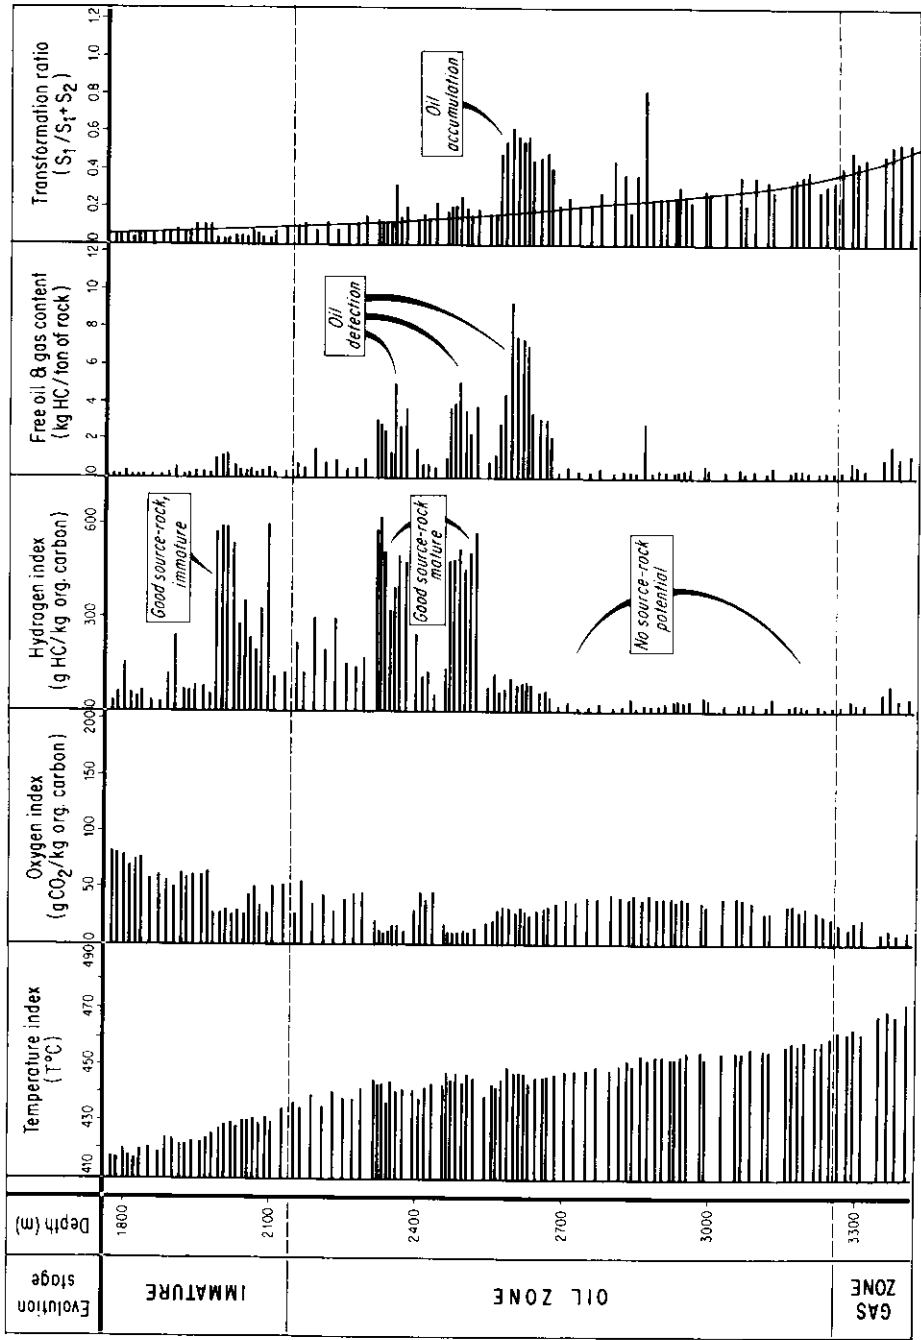 Evolution
stage
IMMATURE
OIL ZONE
GAS
ZONE
Depth (m)
1800
2100
2400
2700
3000
3300
Temperature index
(T°C)
410
430
450
470
490
Oxygen index
(gCO₂/kg org. carbon)
0
50
100
150
200
Hydrogen index
(g HC/kg org. carbon)
0
300
600
Good source-rock,
immature
Good source-rock
mature
No source-rock
potential
Free oil & gas content
(kg HC/ton of rock)
0
2
4
6
8
10
12
Oil
detection
Transformation ratio
(S₁/S₁+S₂)
0
0.2
0.4
0.6
0.8
1.0
1.2
Oil
accumulation